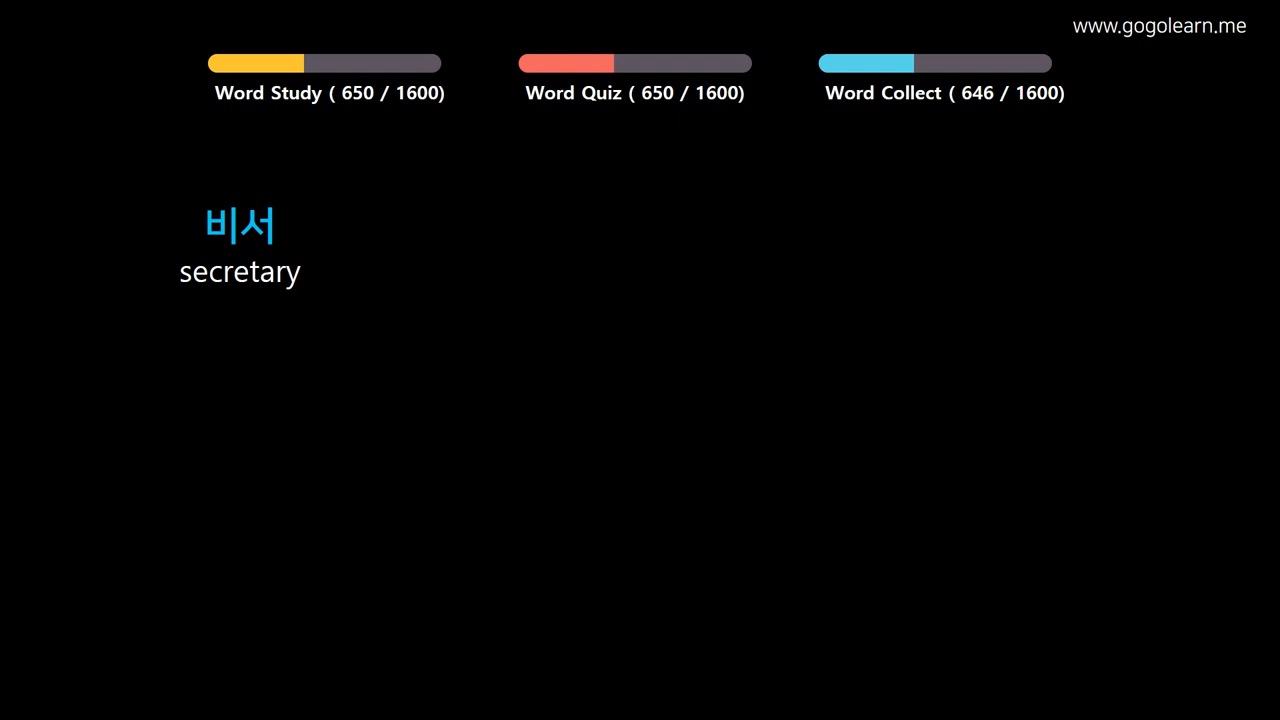 www.gogolearn.me
Word Study ( 650 / 1600)
Word Quiz ( 650 / 1600)
Word Collect ( 646 / 1600)
비서
secretary